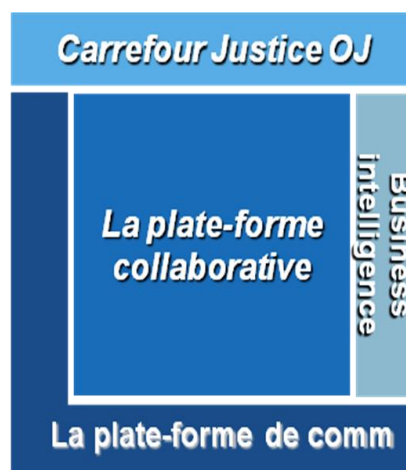 Carrefour Justice OJ
La plate-forme
collaborative
Business
intelligence
La plate-forme de comm